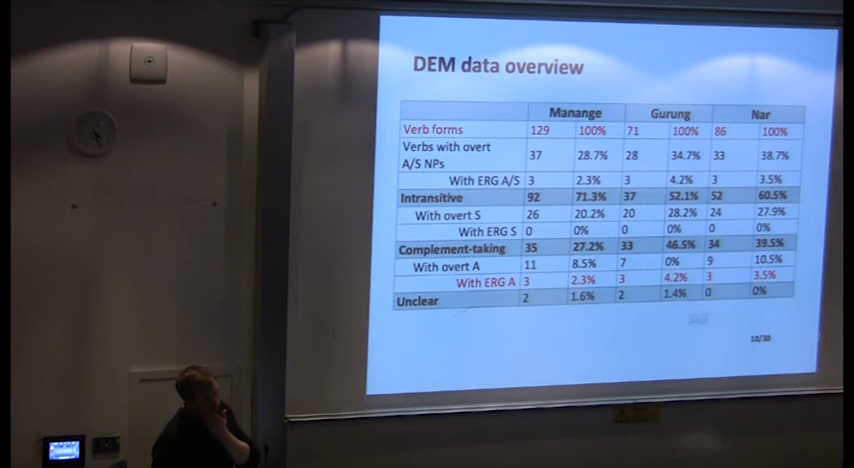 DEM data overview
Manange Gurung Nar
Verb forms 129 100% 71 100% 86 100%
Verbs with overt
A/S NPs 37 28.7% 28 34.7% 33 38.7%
With ERG A/S 3 2.3% 3 4.2% 3 3.5%
Intransitive 92 71.3% 37 52.1% 52 60.5%
With overt S 26 20.2% 20 28.2% 24 27.9%
With ERG S 0 0% 0 0% 0 0%
Complement-taking 35 27.2% 33 46.5% 34 39.5%
With overt A 11 8.5% 7 0% 9 10.5%
With ERG A 3 2.3% 3 4.2% 3 3.5%
Unclear 2 1.6% 2 1.4% 0 0%
10/30